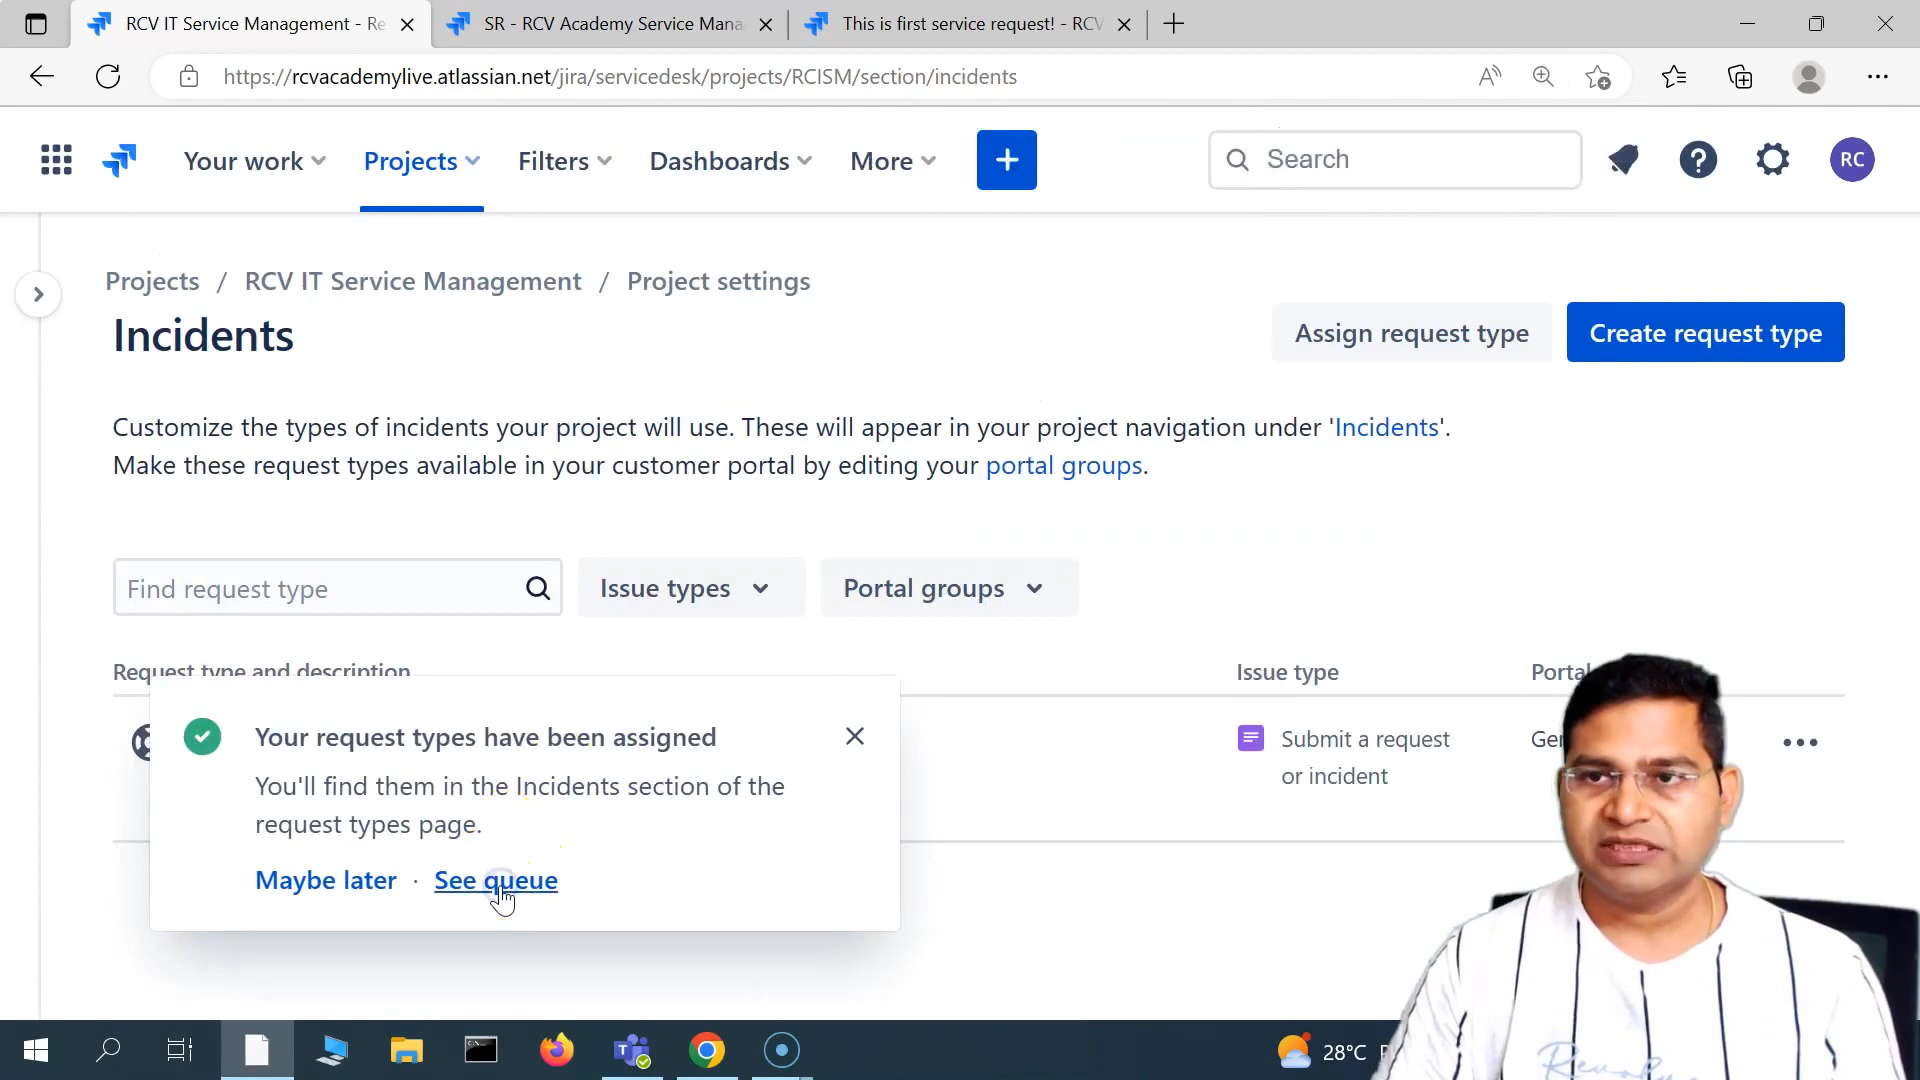 RCV IT Service Management - Re
SR - RCV Academy Service Mana
This is first service request! - RCV
https://rcvacademylive.atlassian.net/jira/servicedesk/projects/RCISM/section/incidents
Your work
Projects
Filters
Dashboards
More
+
Search
RC
Projects / RCV IT Service Management / Project settings
Incidents
Assign request type
Create request type
Customize the types of incidents your project will use. These will appear in your project navigation under 'Incidents'.
Make these request types available in your customer portal by editing your portal groups.
Find request type
Issue types
Portal groups
Request type and description
Issue type
Portal
Your request types have been assigned
You'll find them in the Incidents section of the
request types page.
Maybe later · See queue
Submit a request
or incident
Ger
28°C